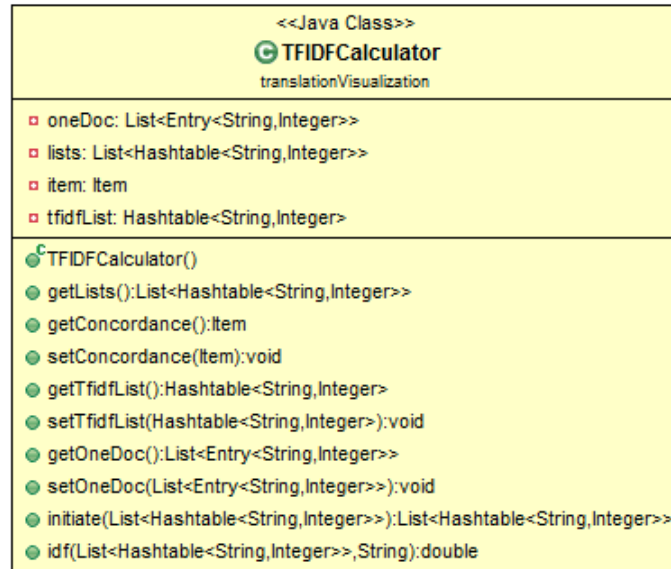 <<Java Class>>
C TFIDFCalculator
translationVisualization
oneDoc: List<Entry<String,Integer>>
lists: List<Hashtable<String,Integer>>
item: Item
tfidfList: Hashtable<String,Integer>
C TFIDFCalculator()
getLists():List<Hashtable<String,Integer>>
getConcordance():Item
setConcordance(Item):void
getTfidfList():Hashtable<String,Integer>
setTfidfList(Hashtable<String,Integer>):void
getOneDoc():List<Entry<String,Integer>>
setOneDoc(List<Entry<String,Integer>>):void
initiate(List<Hashtable<String,Integer>>):List<Hashtable<String,Integer>>
idf(List<Hashtable<String,Integer>>,String):double